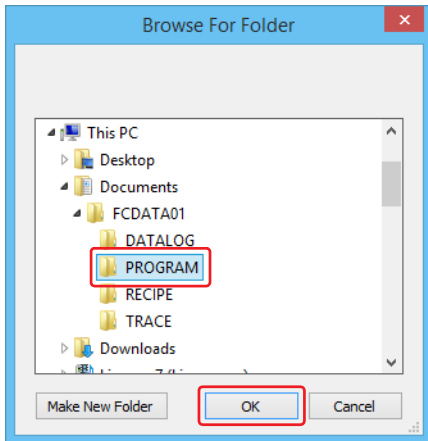 Browse For Folder
This PC
Desktop
Documents
FCDATA01
DATALOG
PROGRAM
RECIPE
TRACE
Downloads
Make New Folder
OK
Cancel